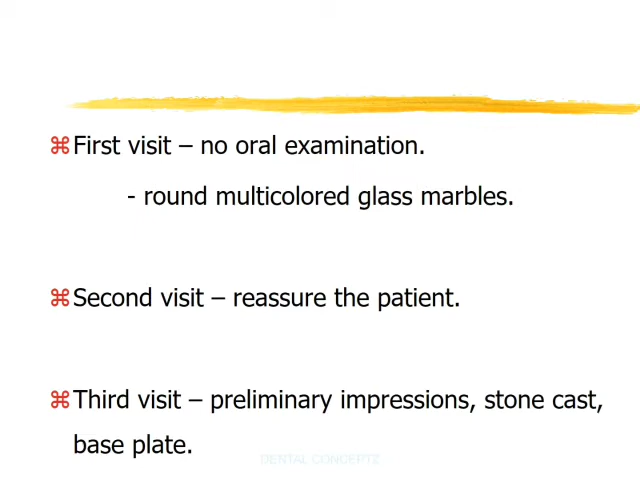 ⌘First visit – no oral examination.
- round multicolored glass marbles.
⌘Second visit – reassure the patient.
⌘Third visit – preliminary impressions, stone cast,
base plate.
DENTAL CONCEPTZ